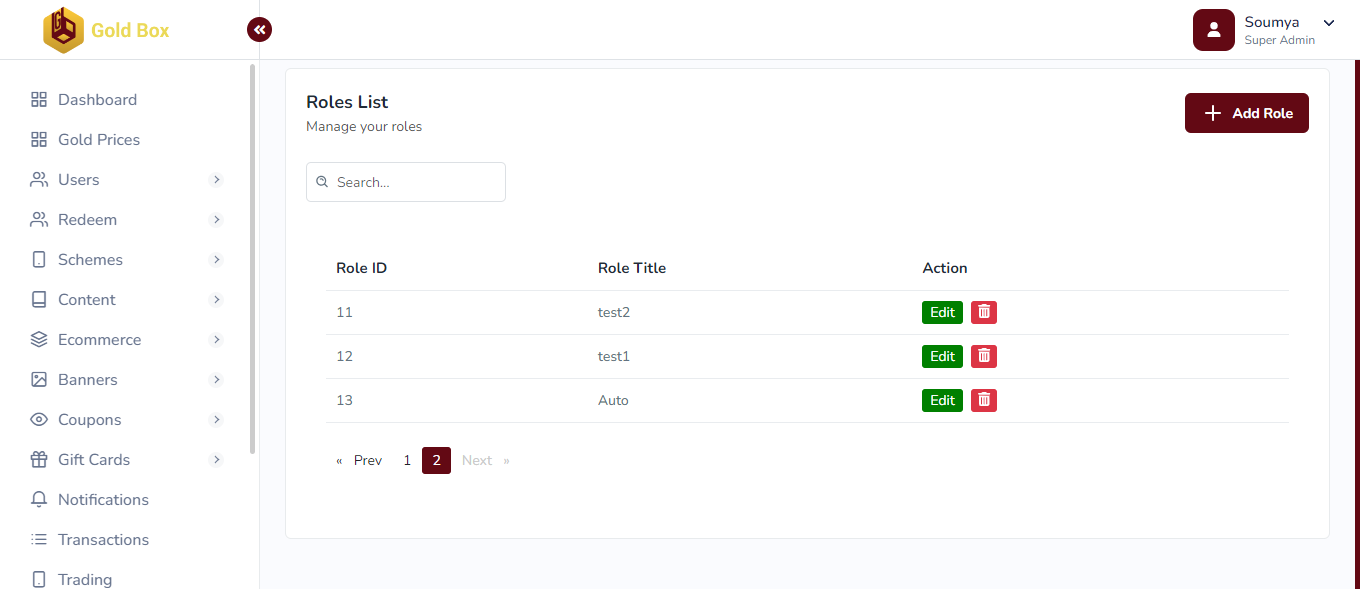 Gold Box
Soumya
Super Admin
Dashboard
Gold Prices
Users
Redeem
Schemes
Content
Ecommerce
Banners
Coupons
Gift Cards
Notifications
Transactions
Trading
Roles List
Manage your roles
Add Role
Search...
Role ID Role Title Action
11 test2 Edit
12 test1 Edit
13 Auto Edit
« Prev 1 2 Next »